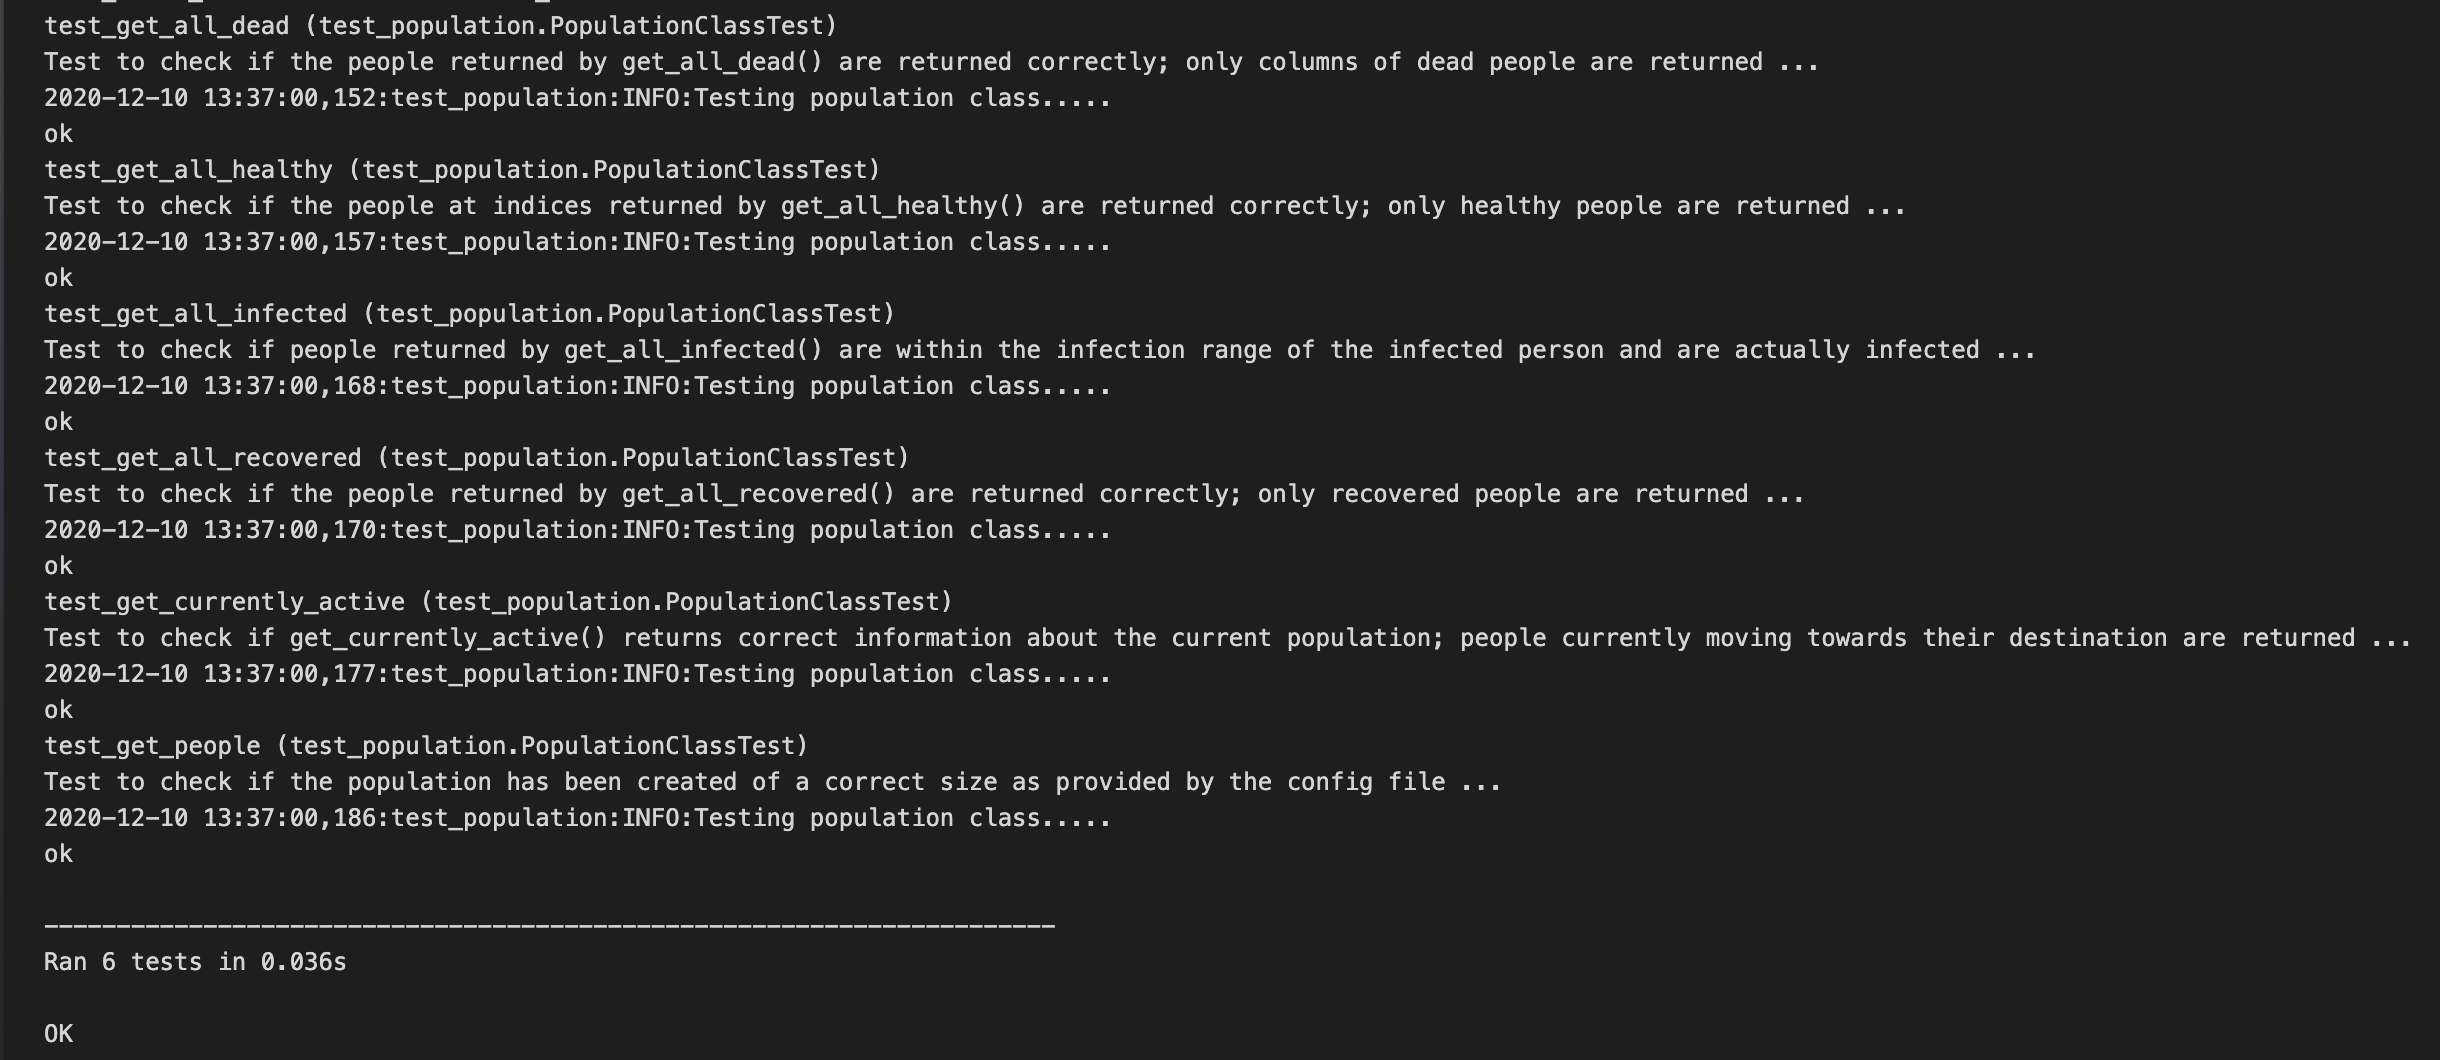 test_get_all_dead (test_population.PopulationClassTest)
Test to check if the people returned by get_all_dead() are returned correctly; only columns of dead people are returned ...
2020-12-10 13:37:00,152:test_population:INFO:Testing population class.....
ok
test_get_all_healthy (test_population.PopulationClassTest)
Test to check if the people at indices returned by get_all_healthy() are returned correctly; only healthy people are returned ...
2020-12-10 13:37:00,157:test_population:INFO:Testing population class.....
ok
test_get_all_infected (test_population.PopulationClassTest)
Test to check if people returned by get_all_infected() are within the infection range of the infected person and are actually infected ...
2020-12-10 13:37:00,168:test_population:INFO:Testing population class.....
ok
test_get_all_recovered (test_population.PopulationClassTest)
Test to check if the people returned by get_all_recovered() are returned correctly; only recovered people are returned ...
2020-12-10 13:37:00,170:test_population:INFO:Testing population class.....
ok
test_get_currently_active (test_population.PopulationClassTest)
Test to check if get_currently_active() returns correct information about the current population; people currently moving towards their destination are returned ...
2020-12-10 13:37:00,177:test_population:INFO:Testing population class.....
ok
test_get_people (test_population.PopulationClassTest)
Test to check if the population has been created of a correct size as provided by the config file ...
2020-12-10 13:37:00,186:test_population:INFO:Testing population class.....
ok
----------------------------------------------------------------------
Ran 6 tests in 0.036s
OK